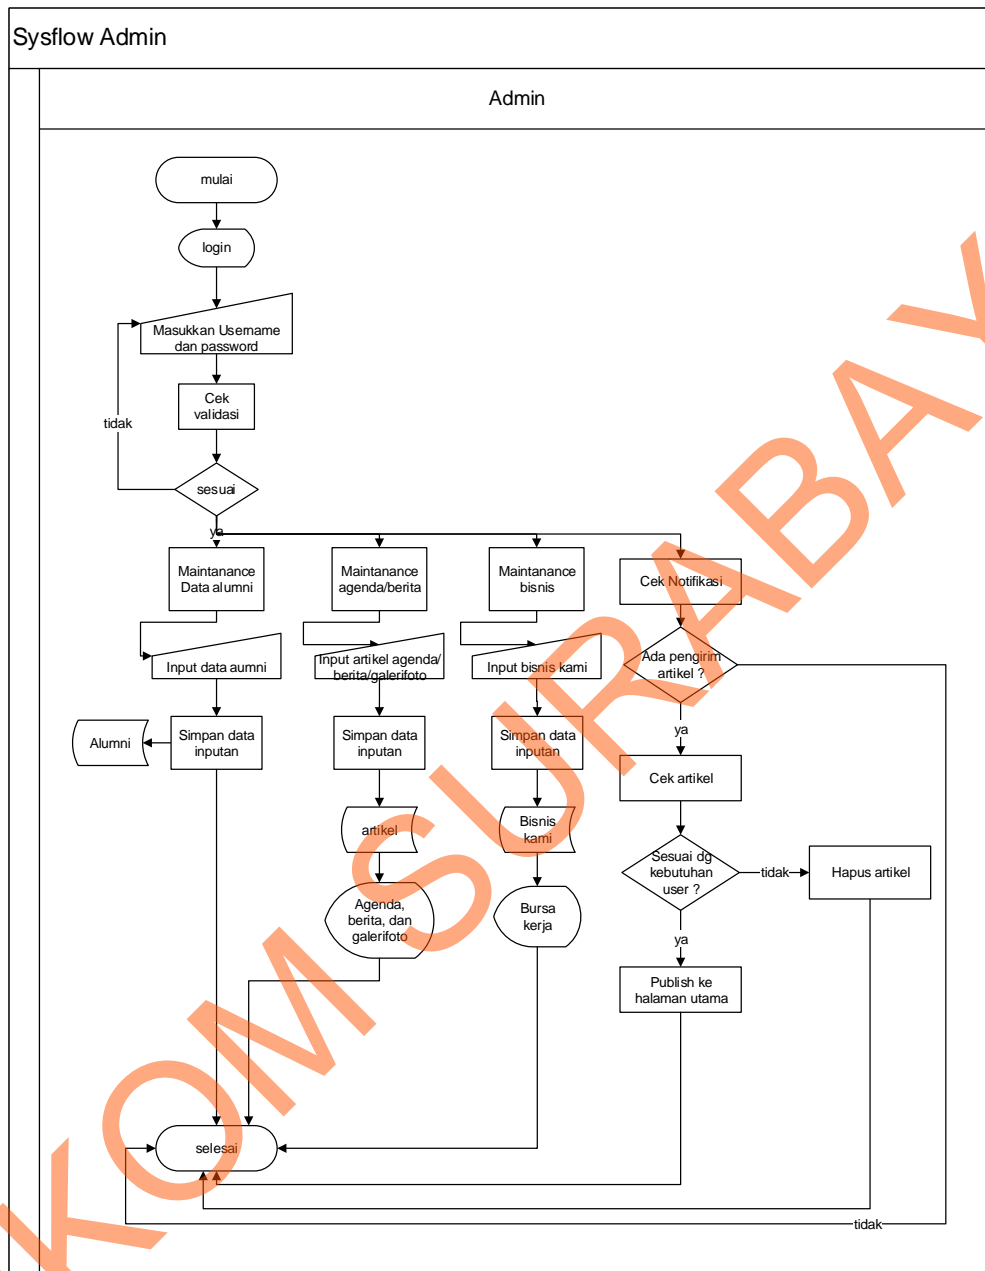 Sysflow Admin
Admin
mulai
login
Masukkan Username
dan password
Cek
validasi
tidak
sesuai
ya
Maintanance
Data alumni
Maintanance
agenda/berita
Maintanance
bisnis
Cek Notifikasi
Input data aumni
Input artikel agenda/
berita/galerifoto
Input bisnis kami
Ada pengirim
artikel ?
ya
Alumni
Simpan data
inputan
Simpan data
inputan
Simpan data
inputan
Cek artikel
artikel
Bisnis
kami
Sesuai dg
kebutuhan
user ?
tidak
Hapus artikel
Agenda,
berita, dan
galerifoto
Bursa
kerja
ya
Publish ke
halaman utama
selesai
tidak
KOM SURABAY